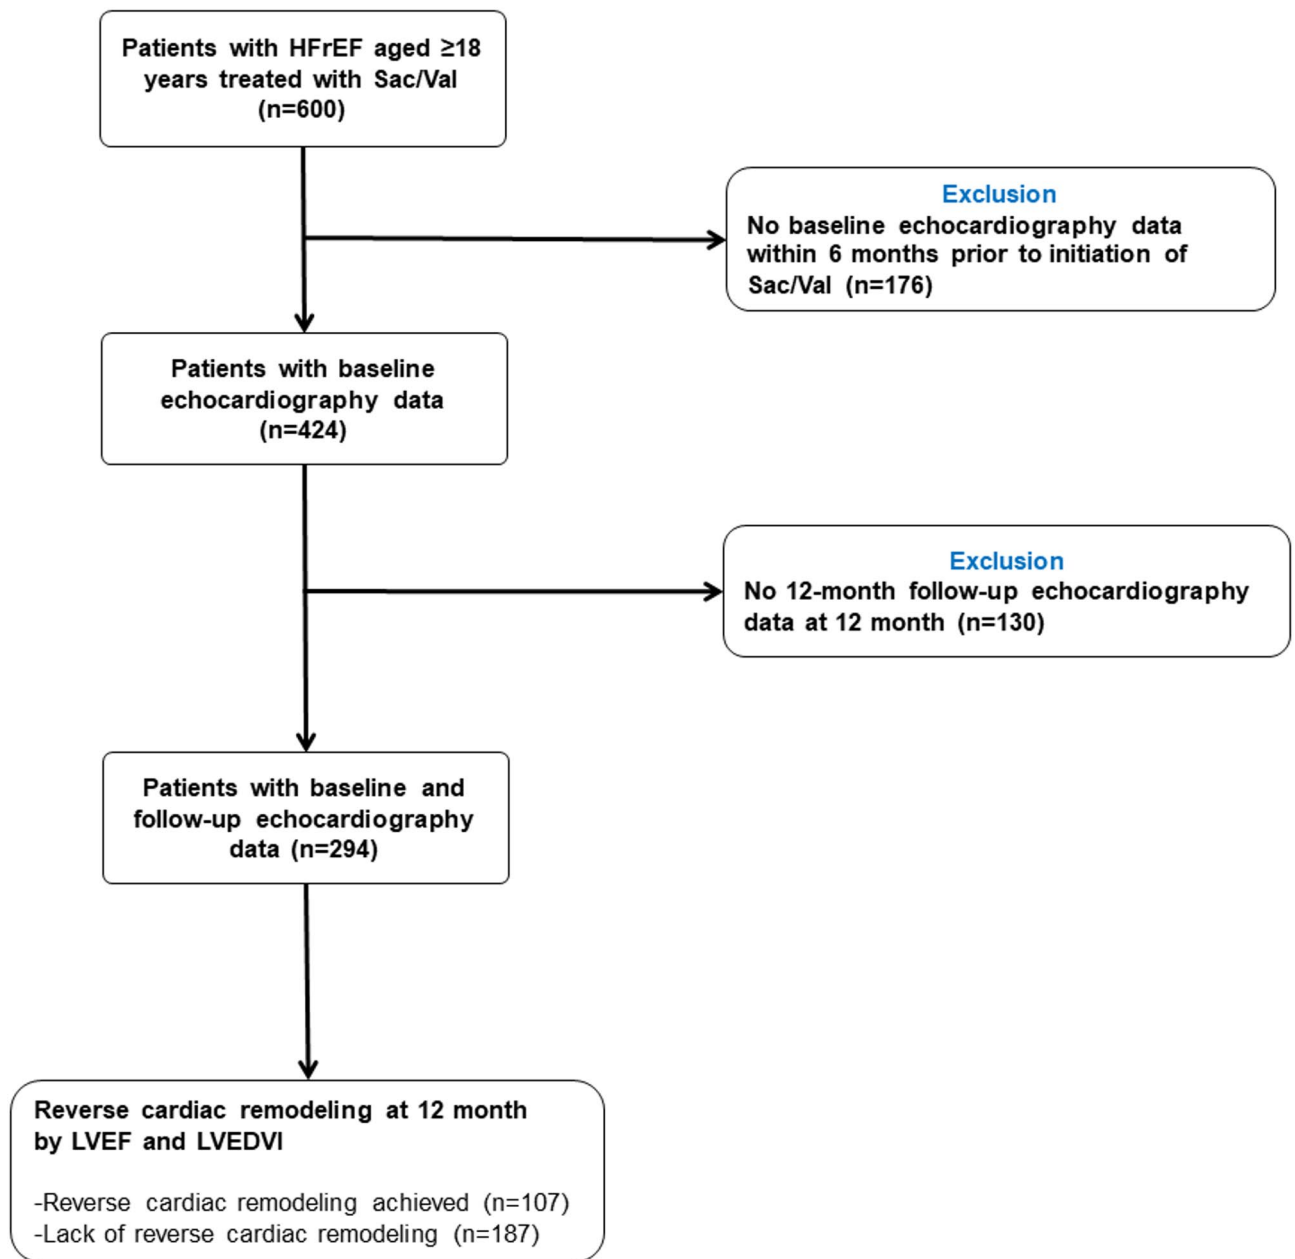 Patients with HFrEF aged ≥18
years treated with Sac/Val
(n=600)
Exclusion
No baseline echocardiography data
within 6 months prior to initiation of
Sac/Val (n=176)
Patients with baseline
echocardiography data
(n=424)
Exclusion
No 12-month follow-up echocardiography
data at 12 month (n=130)
Patients with baseline and
follow-up echocardiography
data (n=294)
Reverse cardiac remodeling at 12 month
by LVEF and LVEDVI
-Reverse cardiac remodeling achieved (n=107)
-Lack of reverse cardiac remodeling (n=187)